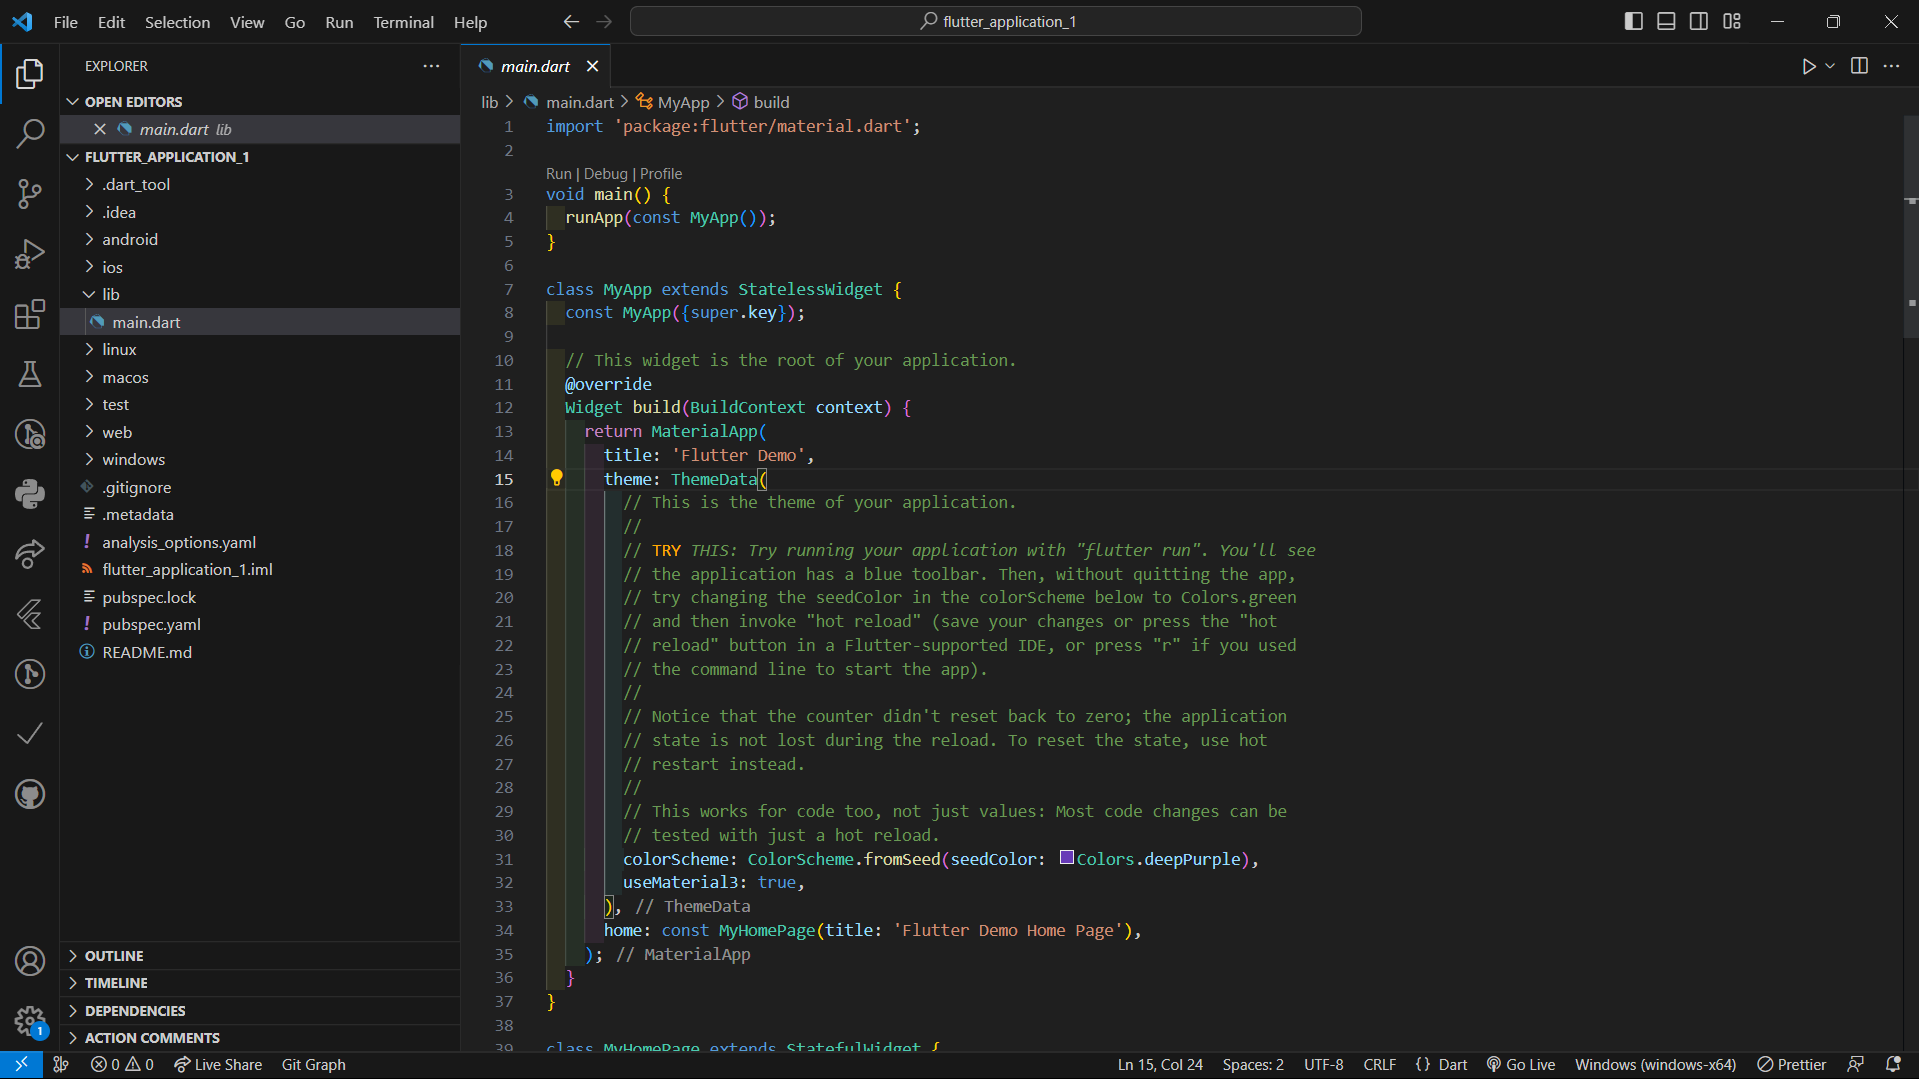 File Edit Selection View Go Run Terminal Help
flutter_application_1
EXPLORER
OPEN EDITORS
main.dart lib
FLUTTER_APPLICATION_1
.dart_tool
.idea
android
ios
lib
main.dart
linux
macos
test
web
windows
.gitignore
.metadata
! analysis_options.yaml
flutter_application_1.iml
pubspec.lock
! pubspec.yaml
README.md
OUTLINE
TIMELINE
DEPENDENCIES
ACTION COMMENTS
1
main.dart
lib > main.dart > MyApp > build
1 import 'package:flutter/material.dart';
2
Run | Debug | Profile
3 void main() {
4 runApp(const MyApp());
5 }
6
7 class MyApp extends StatelessWidget {
8 const MyApp({super.key});
9
10 // This widget is the root of your application.
11 @override
12 Widget build(BuildContext context) {
13 return MaterialApp(
14 title: 'Flutter Demo',
15 theme: ThemeData(
16 // This is the theme of your application.
17 //
18 // TRY THIS: Try running your application with "flutter run". You'll see
19 // the application has a blue toolbar. Then, without quitting the app,
20 // try changing the seedColor in the colorScheme below to Colors.green
21 // and then invoke "hot reload" (save your changes or press the "hot
22 // reload" button in a Flutter-supported IDE, or press "r" if you used
23 // the command line to start the app).
24 //
25 // Notice that the counter didn't reset back to zero; the application
26 // state is not lost during the reload. To reset the state, use hot
27 // restart instead.
28 //
29 // This works for code too, not just values: Most code changes can be
30 // tested with just a hot reload.
31 colorScheme: ColorScheme.fromSeed(seedColor: Colors.deepPurple),
32 useMaterial3: true,
33 ), // ThemeData
34 home: const MyHomePage(title: 'Flutter Demo Home Page'),
35 ); // MaterialApp
36 }
37 }
38
39 class MyHomePage extends StatefulWidget {
0 0 Live Share Git Graph
Ln 15, Col 24 Spaces: 2 UTF-8 CRLF {} Dart Go Live Windows (windows-x64) Prettier